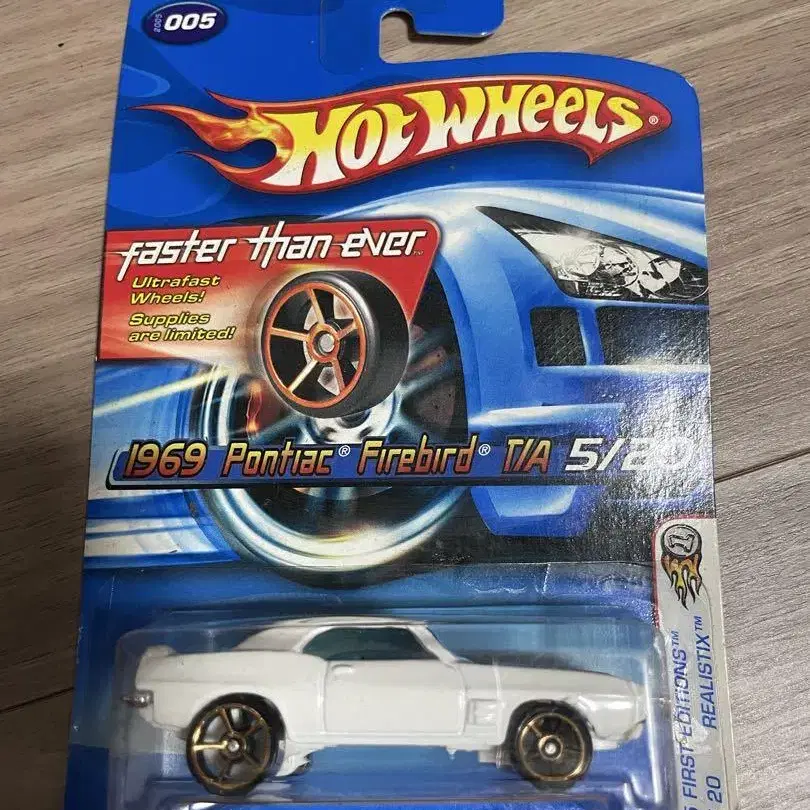 2005
005
HOT WHEELS®
faster than ever™
Ultrafast
Wheels!
Supplies
are limited!
1969 Pontiac® Firebird® T/A 5/20
FIRST EDITIONS™
REALISTIX™
20